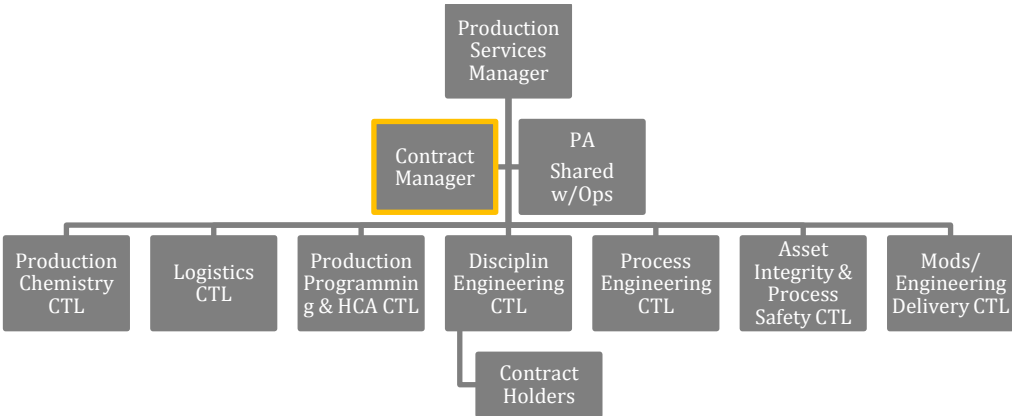 Production
Services
Manager
Contract
Manager
PA
Shared
w/Ops
Production
Chemistry
CTL
Logistics
CTL
Production
Programmin
g & HCA CTL
Disciplin
Engineering
CTL
Process
Engineering
CTL
Asset
Integrity &
Process
Safety CTL
Mods/
Engineering
Delivery CTL
Contract
Holders